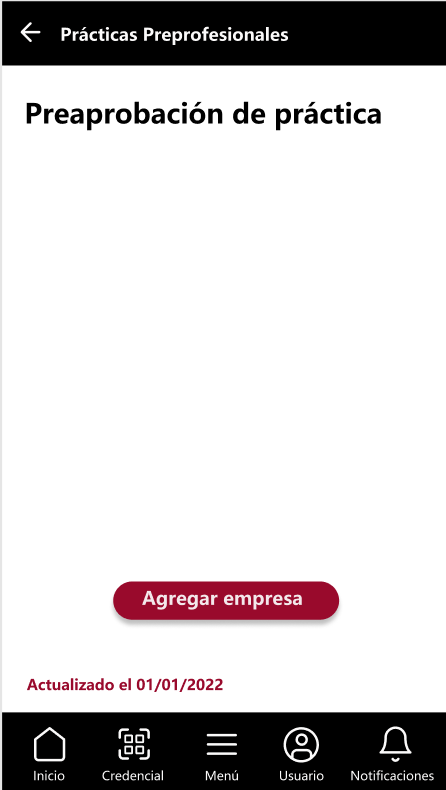 Prácticas Preprofesionales
Preaprobación de práctica
Agregar empresa
Actualizado el 01/01/2022
Inicio Credencial Menú Usuario Notificaciones